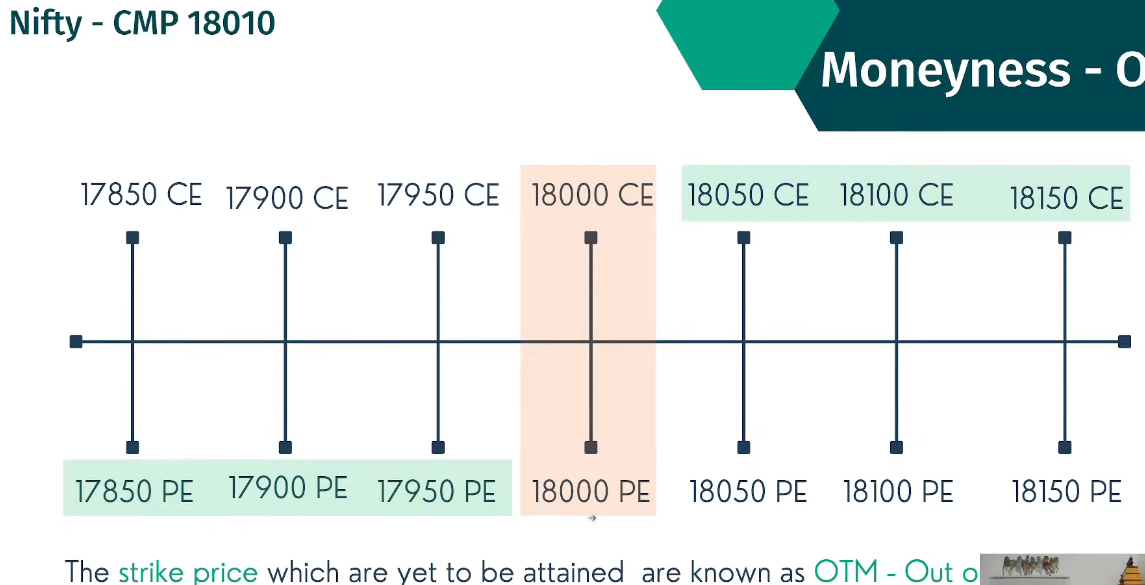 Nifty - CMP 18010
Moneyness - O
17850 CE 17900 CE 17950 CE 18000 CE 18050 CE 18100 CE 18150 CE
17850 PE 17900 PE 17950 PE 18000 PE 18050 PE 18100 PE 18150 PE
The strike price which are yet to be attained are known as OTM - Out o